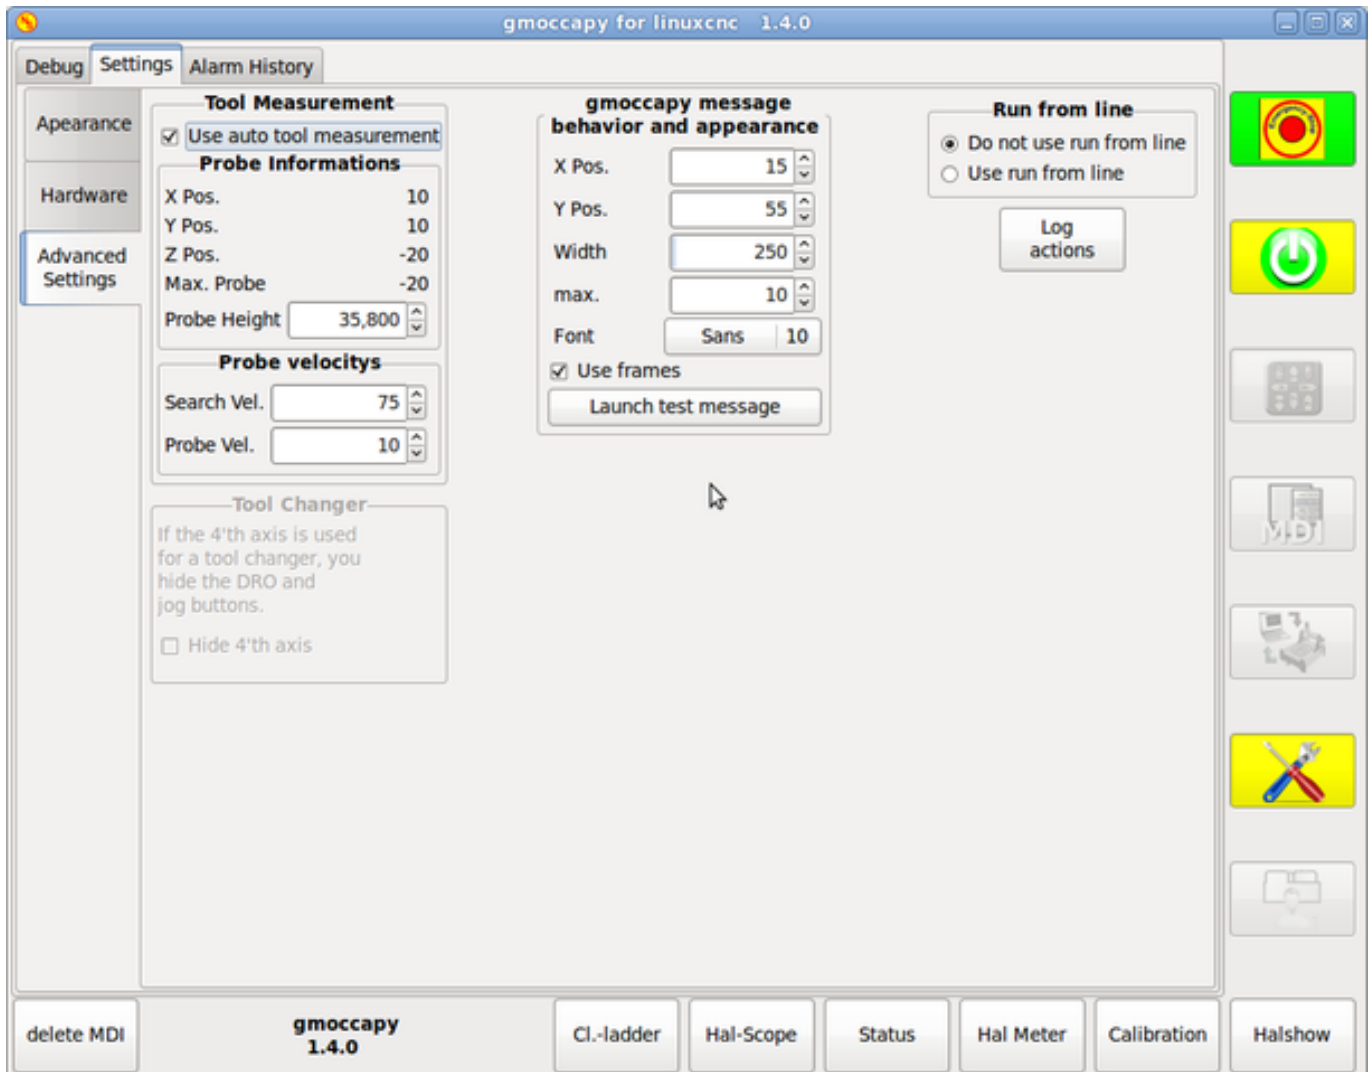 gmoccapy for linuxcnc 1.4.0
Debug Settings Alarm History
Apearance
Hardware
Advanced
Settings
Tool Measurement
Use auto tool measurement
Probe Informations
X Pos. 10
Y Pos. 10
Z Pos. -20
Max. Probe -20
Probe Height 35,800
Probe velocitys
Search Vel. 75
Probe Vel. 10
Tool Changer
If the 4'th axis is used
for a tool changer, you
hide the DRO and
jog buttons.
Hide 4'th axis
gmoccapy message
behavior and appearance
X Pos. 15
Y Pos. 55
Width 250
max. 10
Font Sans 10
Use frames
Launch test message
Run from line
Do not use run from line
Use run from line
Log
actions
MDI
delete MDI
gmoccapy
1.4.0
Cl.-ladder
Hal-Scope
Status
Hal Meter
Calibration
Halshow